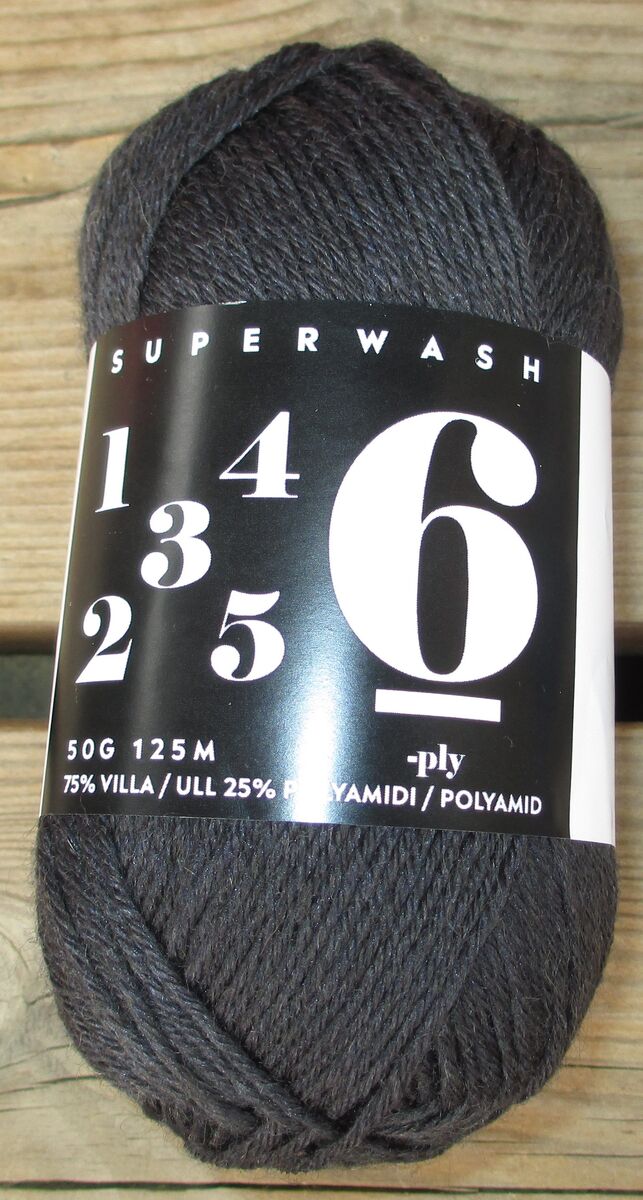 SUPERWASH
1 4 6
3
2 5
50G 125M -ply
75% VILLA / ULL 25% POLYAMIDI / POLYAMID